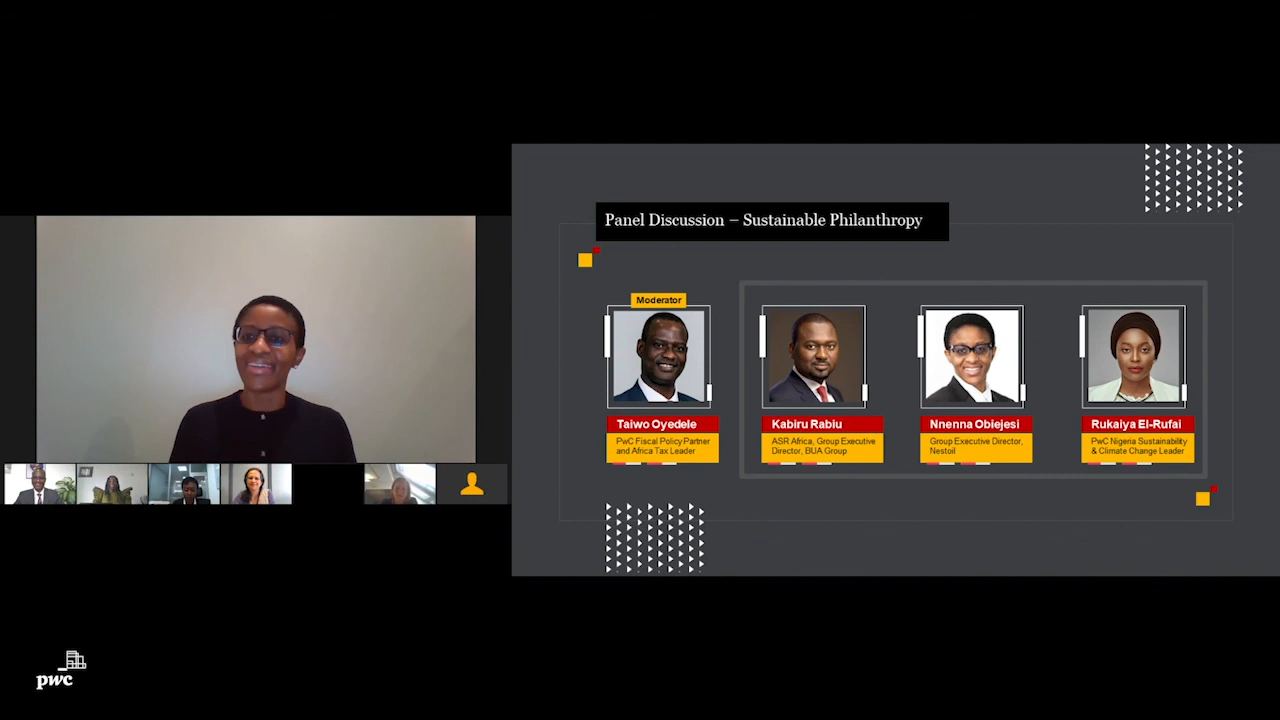 Panel Discussion – Sustainable Philanthropy
Moderator
Taiwo Oyedele
PwC Fiscal Policy Partner
and Africa Tax Leader
Kabiru Rabiu
ASR Africa, Group Executive
Director, BUA Group
Nnenna Obiejesi
Group Executive Director,
Nestoil
Rukaiya El-Rufai
PwC Nigeria Sustainability
& Climate Change Leader
pwc